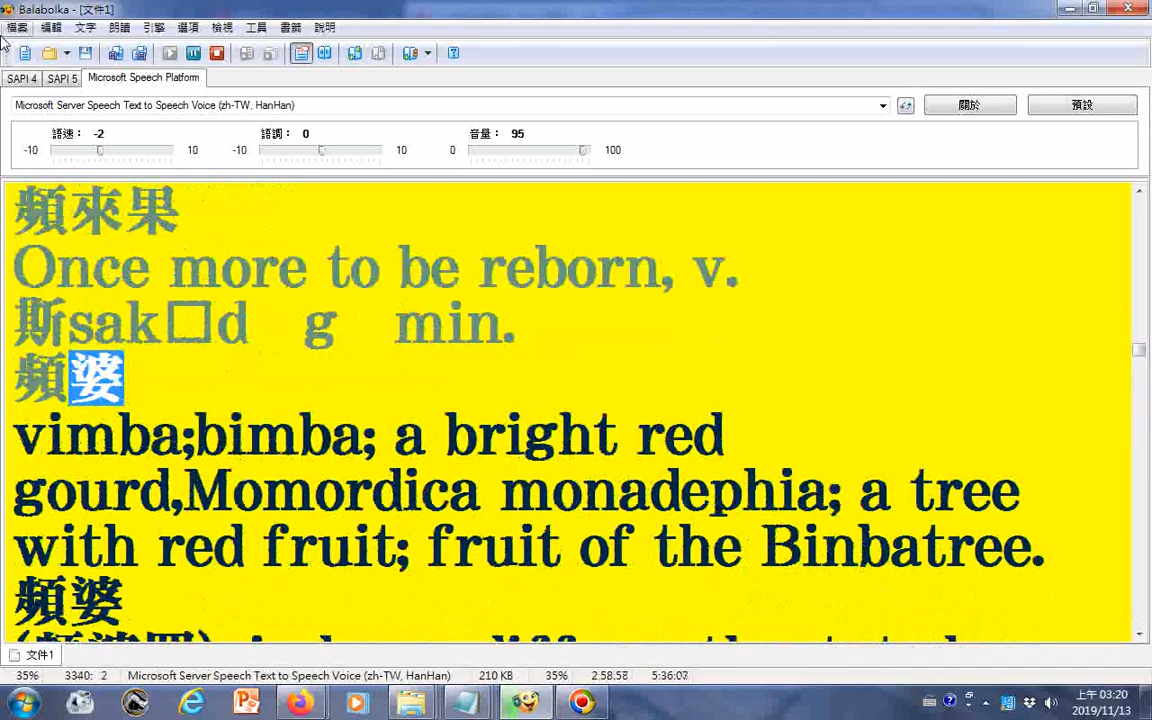 Balabolka - [文件1]
檔案 編輯 文字 朗讀 引擎 選項 檢視 工具 書籤 說明
SAPI 4 SAPI 5 Microsoft Speech Platform
Microsoft Server Speech Text to Speech Voice (zh-TW, HanHan) 關於 預設
語速： -2 語調： 0 音量： 95
-10 10 -10 10 0 100
頻來果
Once more to be reborn, v.
斯sak□d g min.
頻婆
vimba;bimba; a bright red
gourd,Momordica monadephia; a tree
with red fruit; fruit of the Binbatree.
頻婆
文件1
35% 3340: 2 Microsoft Server Speech Text to Speech Voice (zh-TW, HanHan) 210 KB 35% 2:58:58 5:36:07
上午 03:20
2019/11/13